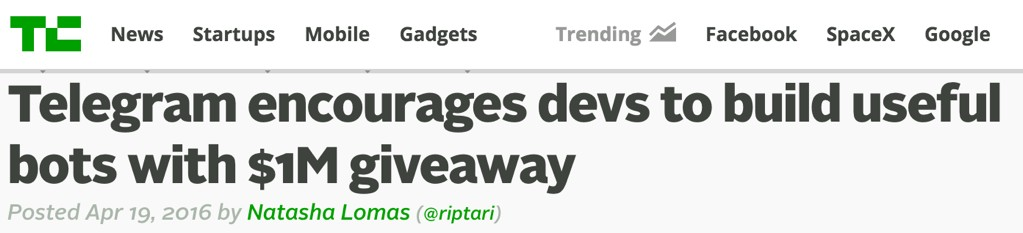 TC News Startups Mobile Gadgets Trending Facebook SpaceX Google
Telegram encourages devs to build useful
bots with $1M giveaway
Posted Apr 19, 2016 by Natasha Lomas (@riptari)